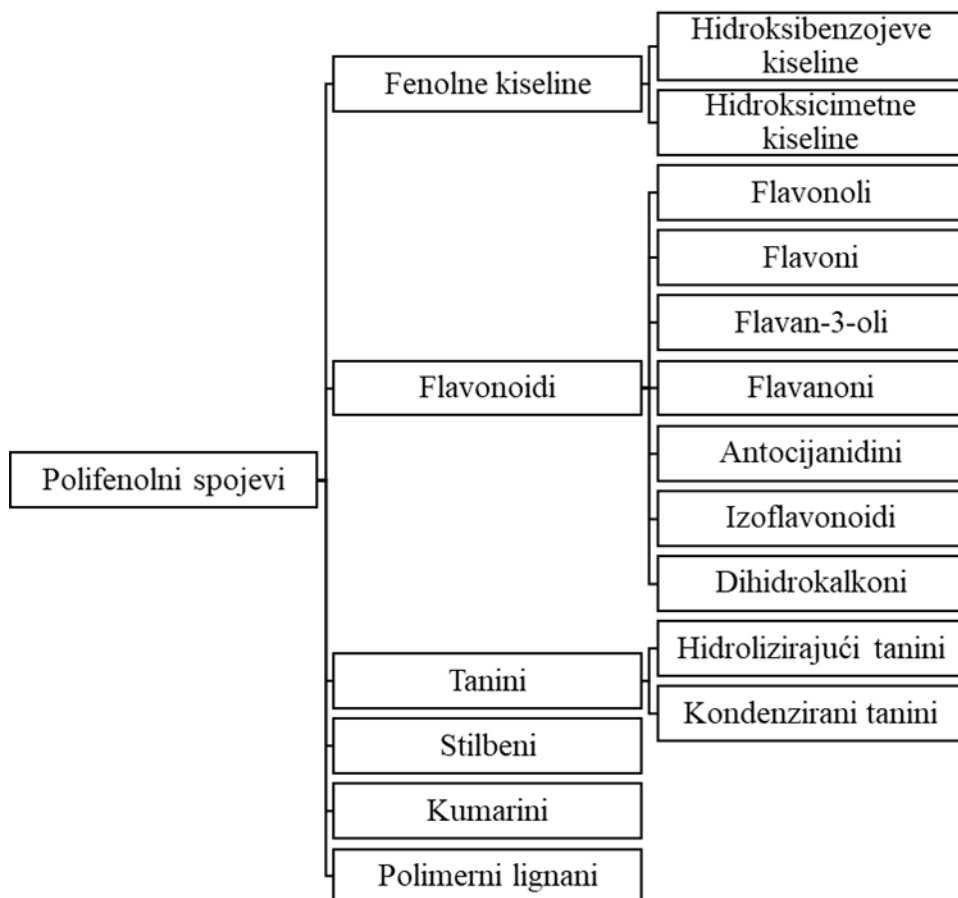 Polifenolni spojevi
Fenolne kiseline
Hidroksibenzojeve
kiseline
Hidroksicimetne
kiseline
Flavonoidi
Flavonoli
Flavoni
Flavan-3-oli
Flavanoni
Antocijanidini
Izoflavonoidi
Dihidrokalkoni
Tanini
Hidrolizirajući tanini
Kondenzirani tanini
Stilbeni
Kumarini
Polimerni lignani